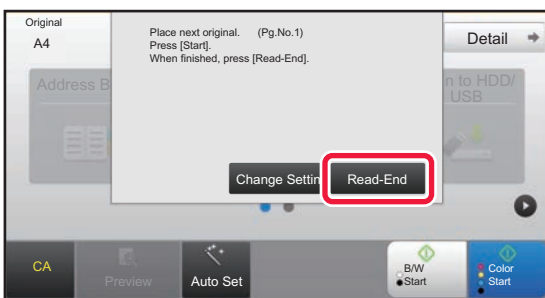 Original
A4
Place next original. (Pg.No.1)
Press [Start].
When finished, press [Read-End].
Detail
Address B
n to HDD/
USB
Change Settin
Read-End
CA
Preview
Auto Set
B/W
Start
Color
Start